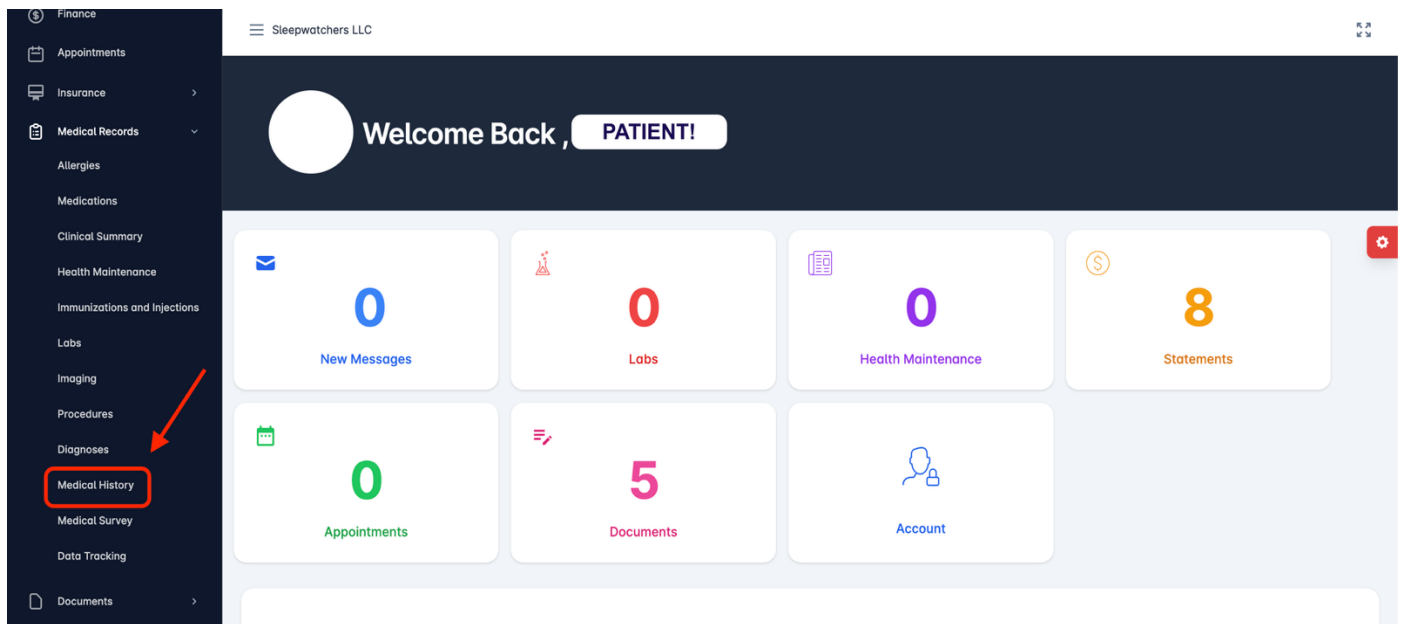 Finance
Appointments
Insurance
Medical Records
Allergies
Medications
Clinical Summary
Health Maintenance
Immunizations and Injections
Labs
Imaging
Procedures
Diagnoses
Medical History
Medical Survey
Data Tracking
Documents
Sleepwatchers LLC
Welcome Back , PATIENT!
0
New Messages
0
Labs
0
Health Maintenance
8
Statements
0
Appointments
5
Documents
Account